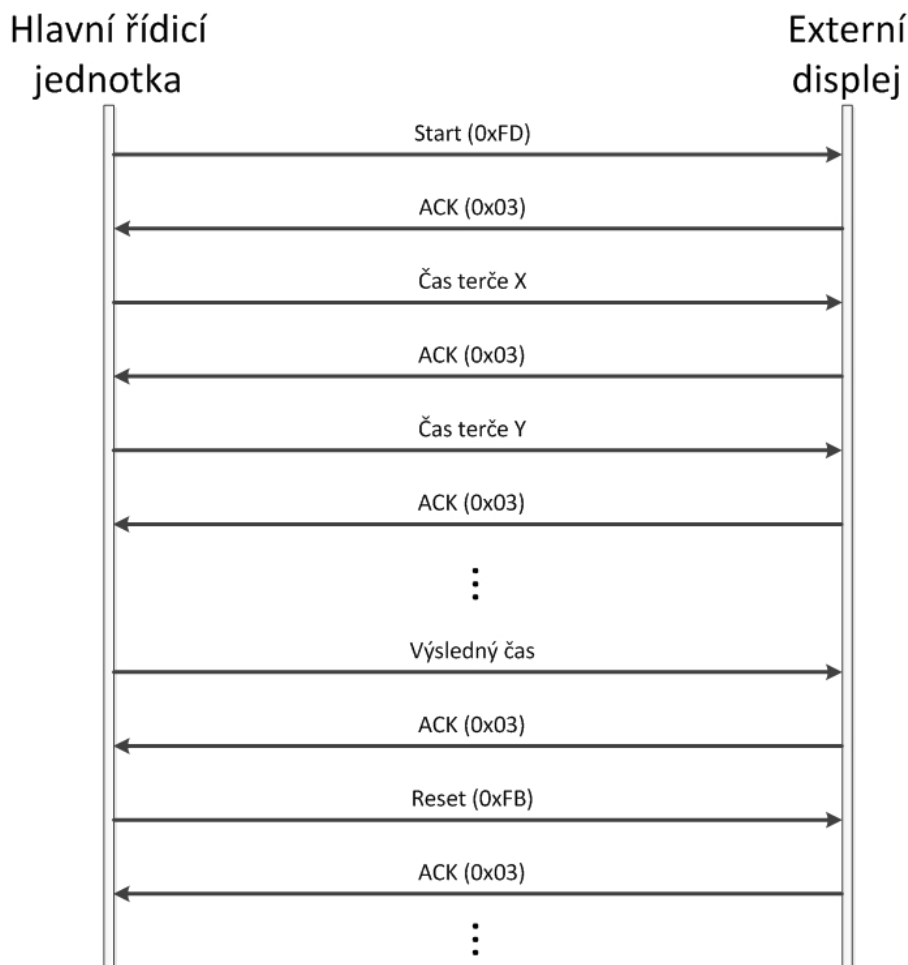 Hlavní řídicí
jednotka
Externí
displej
Start (0xFD)
ACK (0x03)
Čas terče X
ACK (0x03)
Čas terče Y
ACK (0x03)
Výsledný čas
ACK (0x03)
Reset (0xFB)
ACK (0x03)